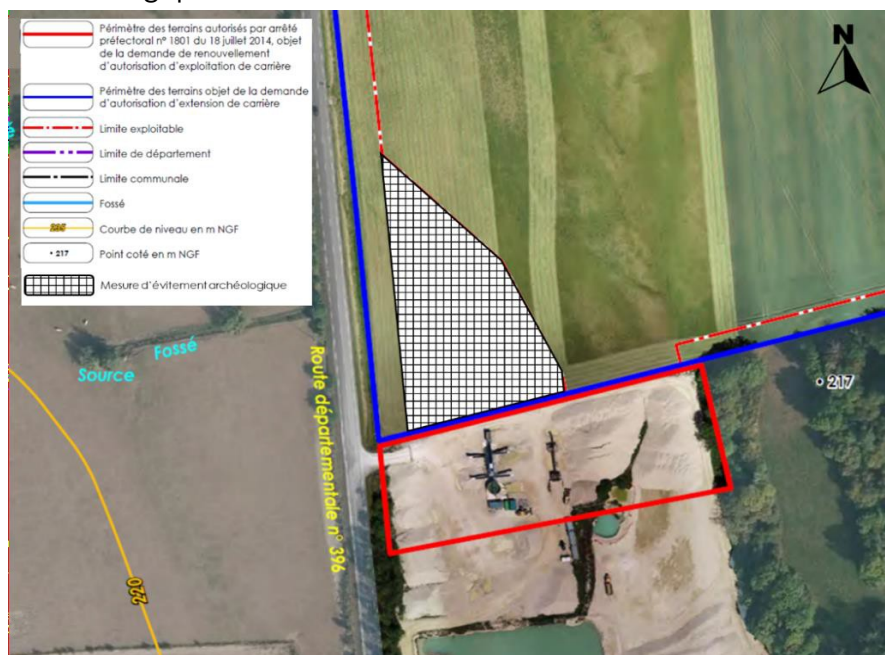 Périmètre des terrains autorisés par arrêté
préfectoral n° 1801 du 18 juillet 2014, objet
de la demande de renouvellement
d'autorisation d'exploitation de carrière
Périmètre des terrains objet de la demande
d'autorisation d'extension de carrière
Limite exploitable
Limite de département
Limite communale
Fossé
235
Courbe de niveau en m NGF
• 217
Point coté en m NGF
Mesure d'évitement archéologique
N
Fossé
Source
Route départementale n° 396
• 217
220